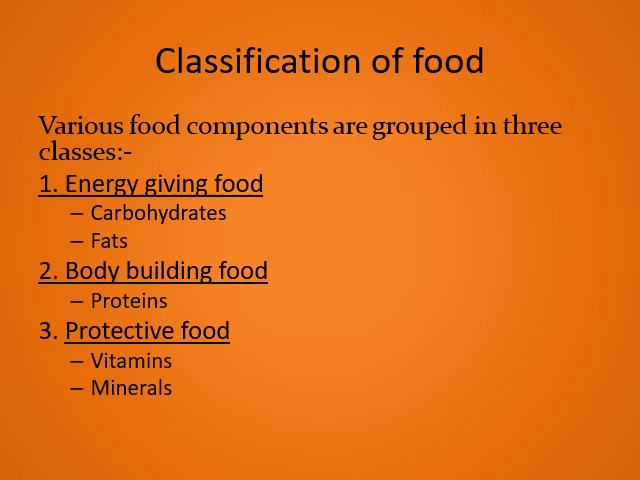 Classification of food
Various food components are grouped in three
classes:-
1. Energy giving food
– Carbohydrates
– Fats
2. Body building food
– Proteins
3. Protective food
– Vitamins
– Minerals